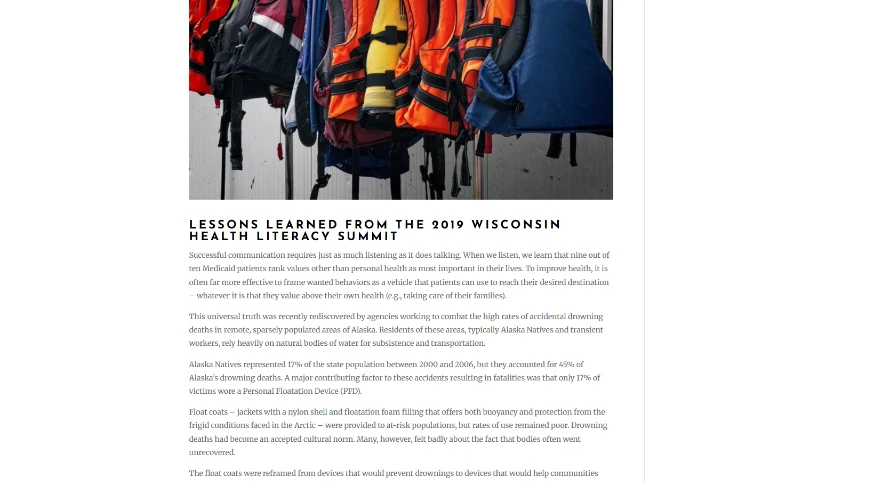 LESSONS LEARNED FROM THE 2019 WISCONSIN
HEALTH LITERACY SUMMIT
Successful communication requires just as much listening as it does talking. When we listen, we learn that nine out of
ten Medicaid patients rank values other than personal health as most important in their lives. To improve health, it is
often far more effective to frame wanted behaviors as a vehicle that patients can use to reach their desired destination
– whatever it is that they value above their own health (e.g., taking care of their families).
This universal truth was recently rediscovered by agencies working to combat the high rates of accidental drowning
deaths in remote, sparsely populated areas of Alaska. Residents of these areas, typically Alaska Natives and transient
workers, rely heavily on natural bodies of water for subsistence and transportation.
Alaska Natives represented 17% of the state population between 2000 and 2006, but they accounted for 45% of
Alaska's drowning deaths. A major contributing factor to these accidents resulting in fatalities was that only 17% of
victims wore a Personal Floatation Device (PFD).
Float coats – jackets with a nylon shell and floatation foam filling that offers both buoyancy and protection from the
frigid conditions faced in the Arctic – were provided to at-risk populations, but rates of use remained poor. Drowning
deaths had become an accepted cultural norm. Many, however, felt badly about the fact that bodies often went
unrecovered.
The float coats were reframed from devices that would prevent drownings to devices that would help communities